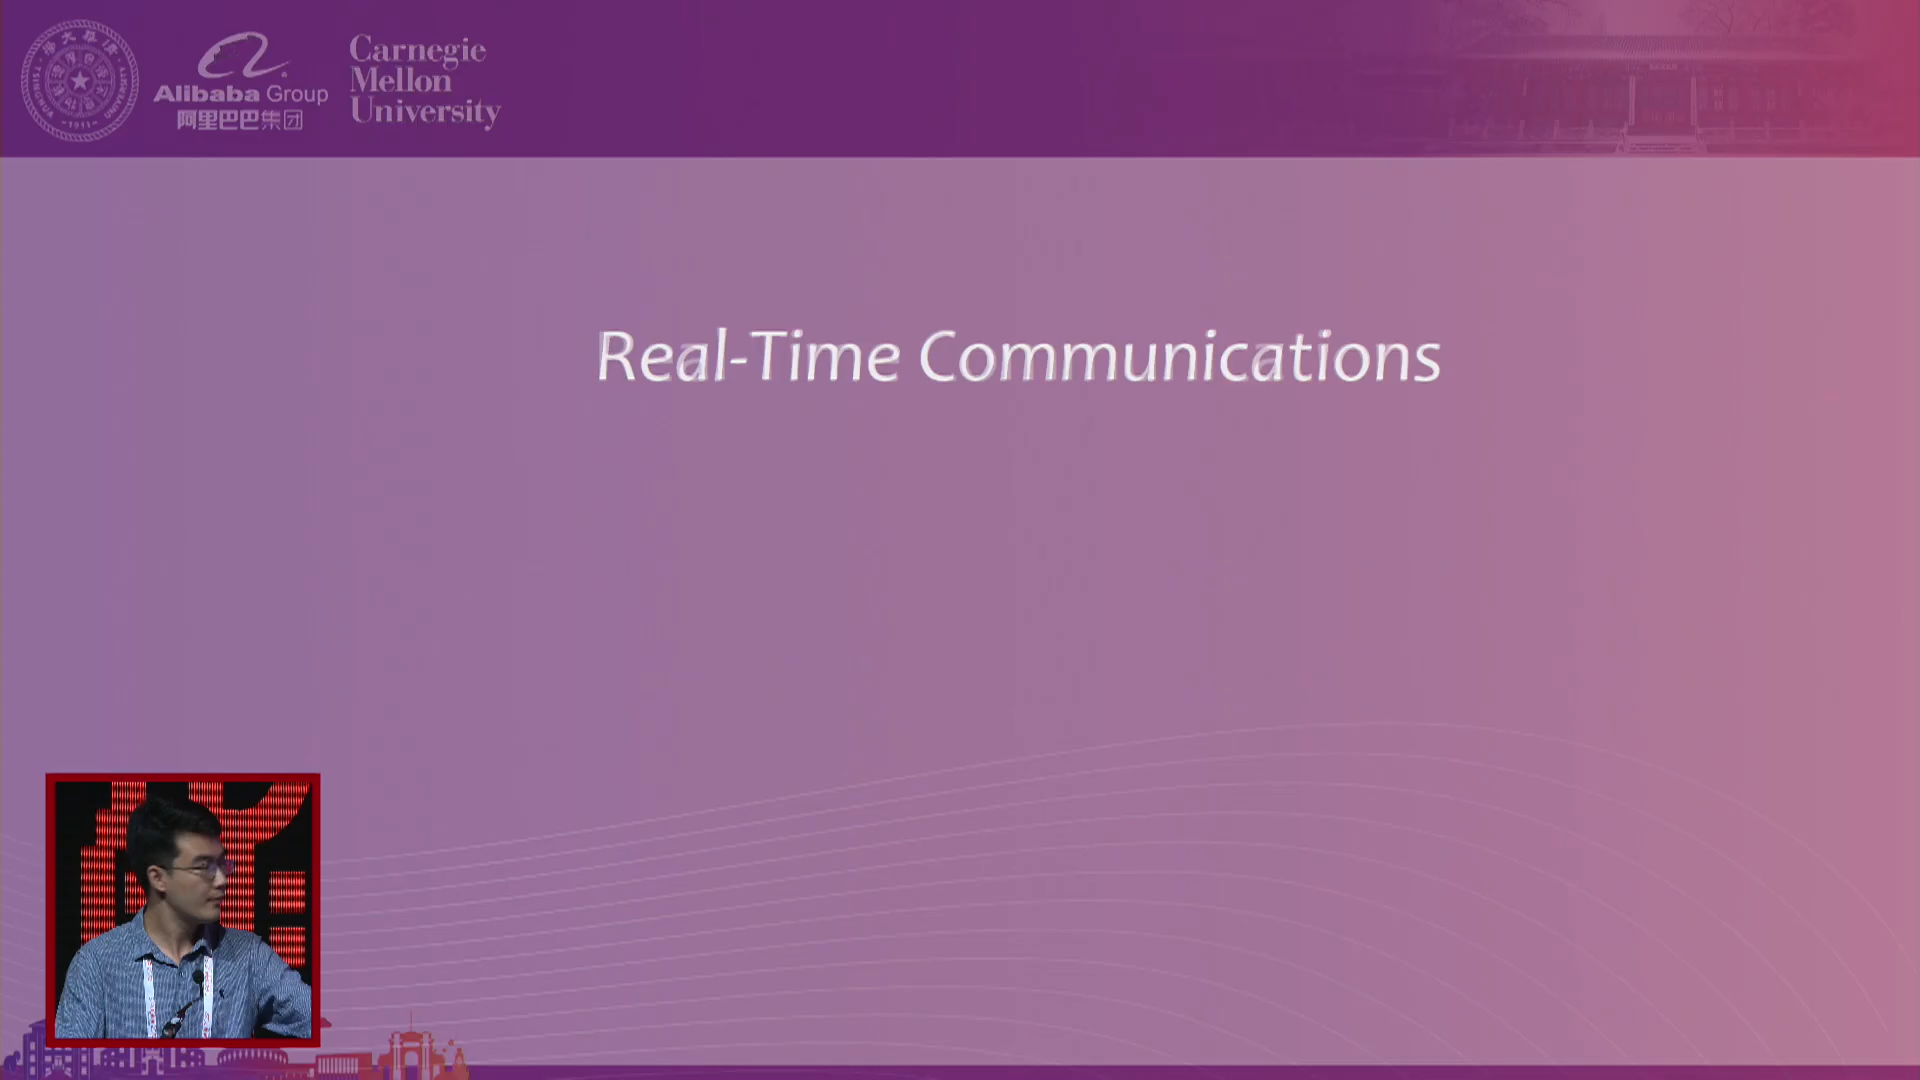 Alibaba Group
阿里巴巴集团
Carnegie
Mellon
University
Real-Time Communications